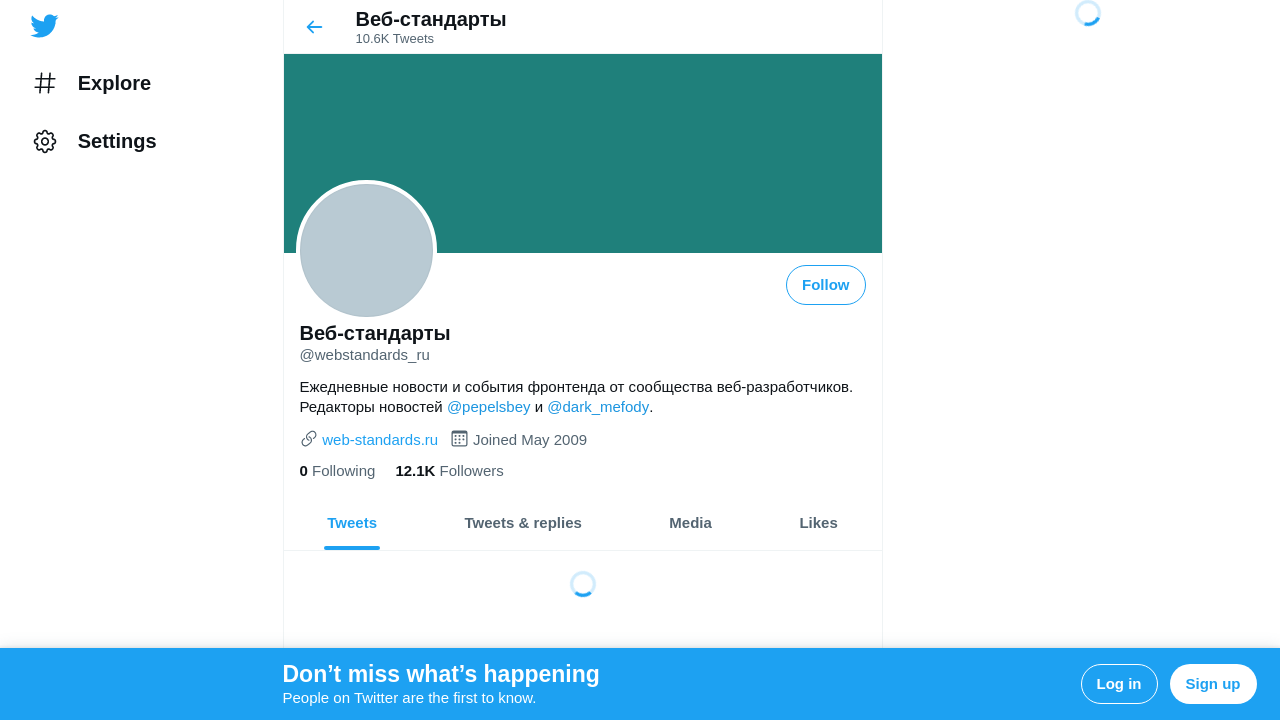 Веб-стандарты
10.6K Tweets
Explore
Settings
Follow
Веб-стандарты
@webstandards_ru
Ежедневные новости и события фронтенда от сообщества веб-разработчиков.
Редакторы новостей @pepelsbey и @dark_mefody.
web-standards.ru Joined May 2009
0 Following 12.1K Followers
Tweets Tweets & replies Media Likes
Don’t miss what’s happening
People on Twitter are the first to know.
Log in Sign up